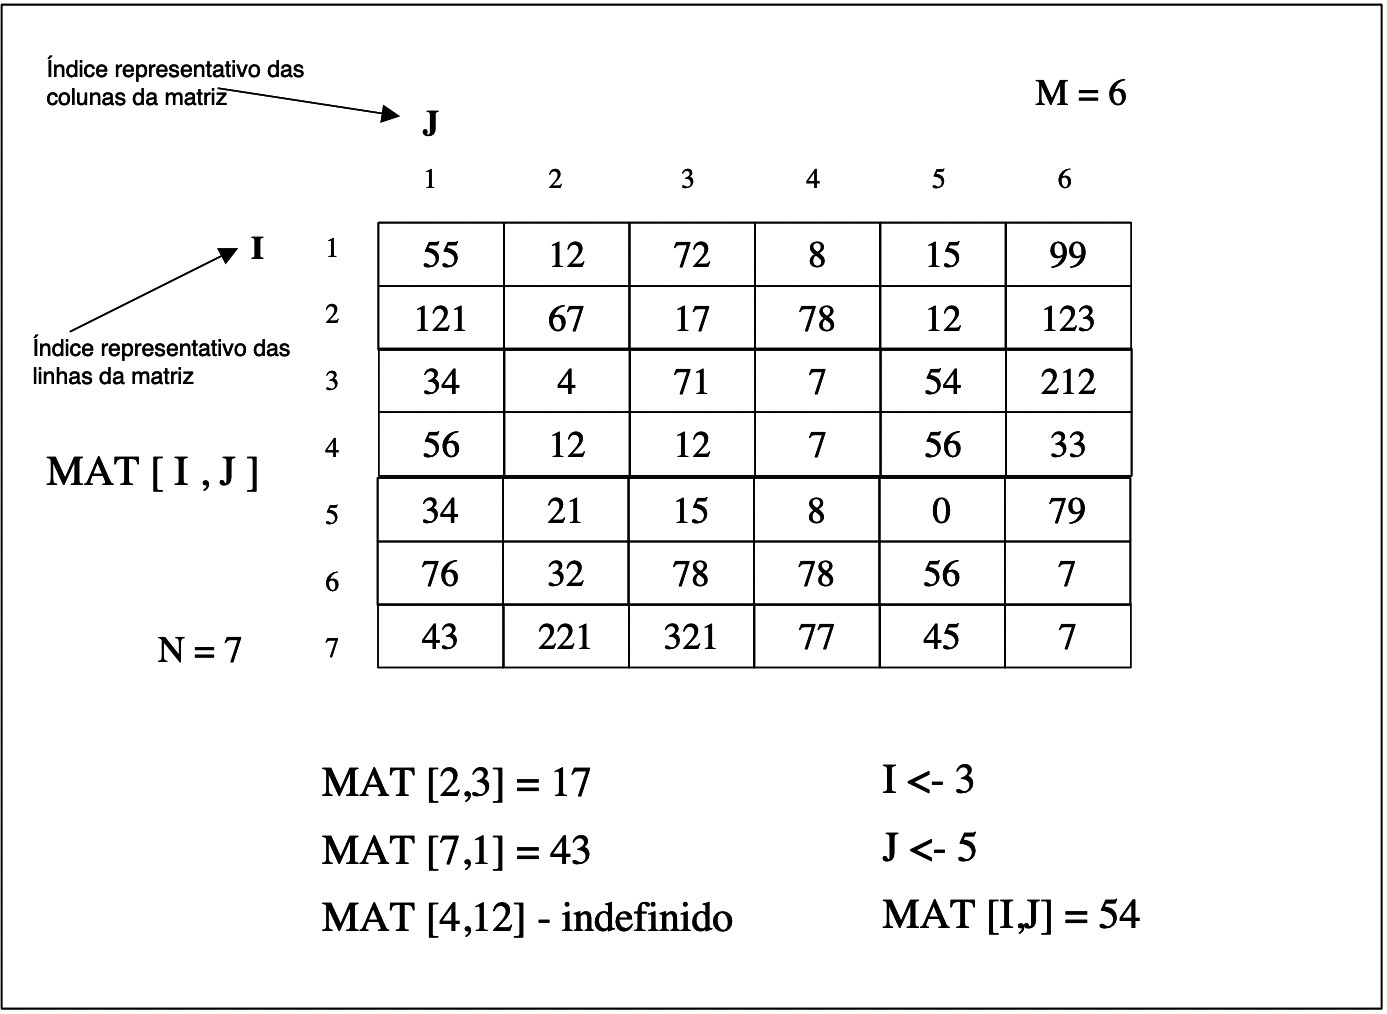 Índice representativo das
colunas da matriz
M = 6
J
1 2 3 4 5 6
I 1 55 12 72 8 15 99
2 121 67 17 78 12 123
Índice representativo das
linhas da matriz
3 34 4 71 7 54 212
4 56 12 12 7 56 33
MAT [ I , J ]
5 34 21 15 8 0 79
6 76 32 78 78 56 7
N = 7
7 43 221 321 77 45 7
MAT [2,3] = 17
I <- 3
MAT [7,1] = 43
J <- 5
MAT [4,12] - indefinido
MAT [I,J] = 54